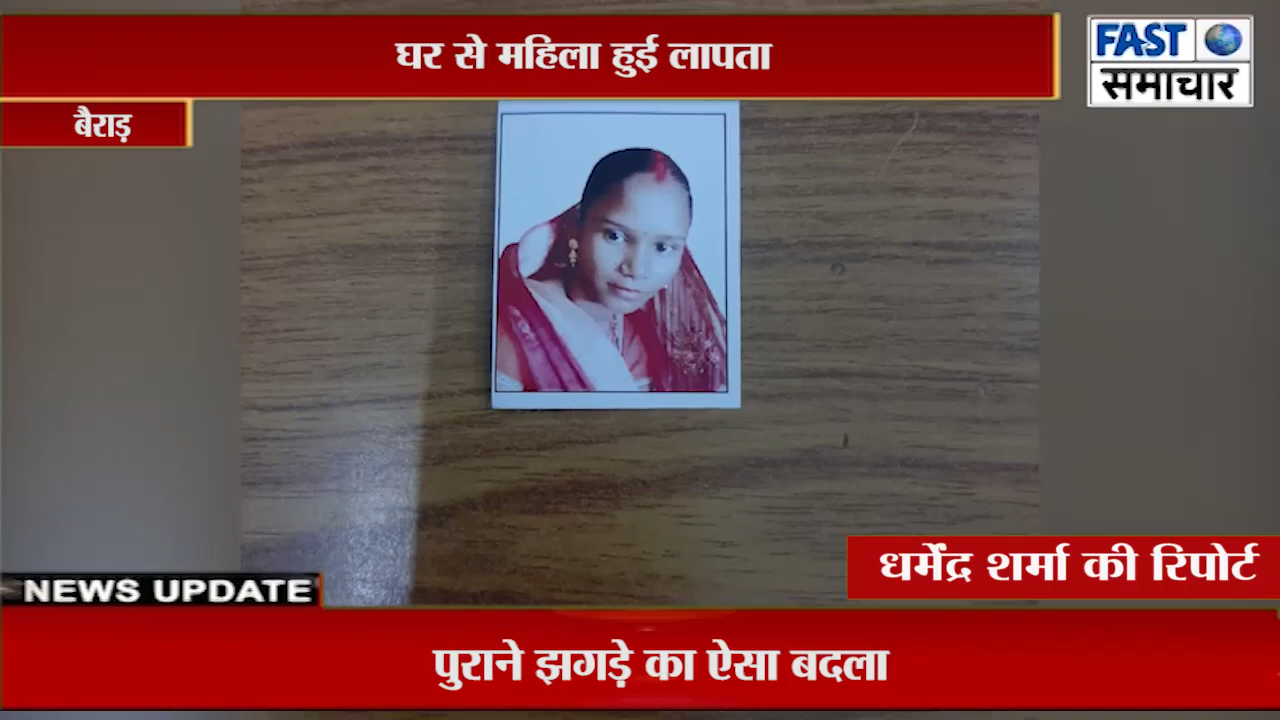 घर से महिला हुई लापता
FAST
समाचार
बैराड़
धर्मेंद्र शर्मा की रिपोर्ट
NEWS UPDATE
पुराने झगड़े का ऐसा बदला